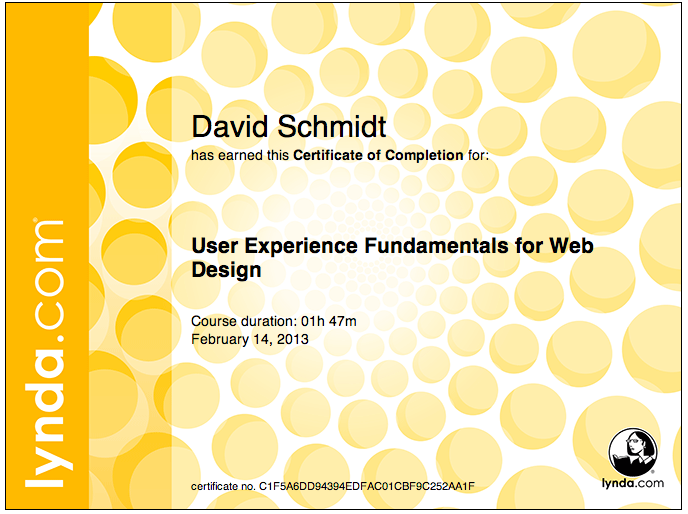 David Schmidt
has earned this Certificate of Completion for:
User Experience Fundamentals for Web
Design
Course duration: 01h 47m
February 14, 2013
certificate no. C1F5A6DD94394EDFAC01CBF9C252AA1F
lynda.com®
lynda.com